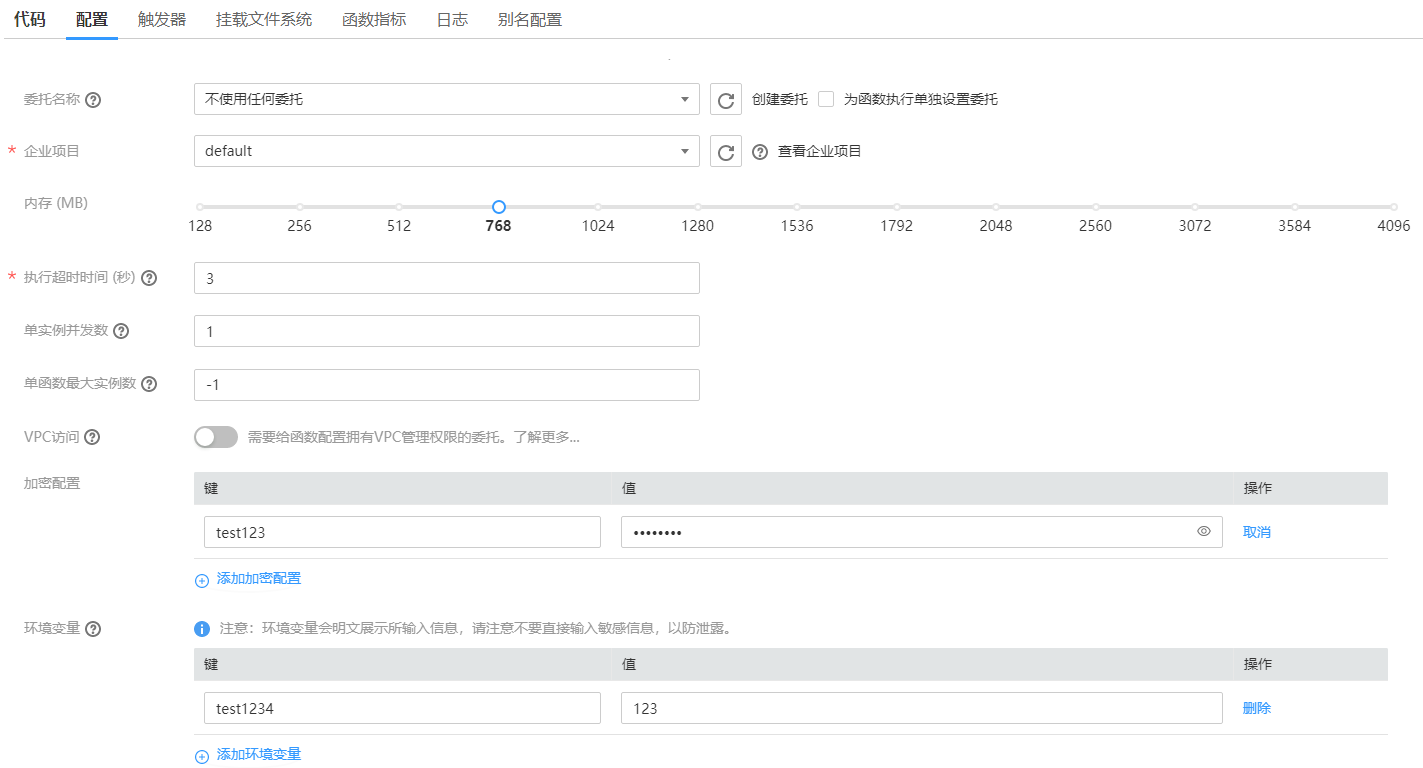 代码 配置 触发器 挂载文件系统 函数指标 日志 别名配置
委托名称 ? 不使用任何委托 创建委托 为函数执行单独设置委托
* 企业项目 default ? 查看企业项目
内存 (MB)
128 256 512 768 1024 1280 1536 1792 2048 2560 3072 3584 4096
* 执行超时时间 (秒) ? 3
单实例并发数 ? 1
单函数最大实例数 ? -1
VPC访问 ? 需要给函数配置拥有VPC管理权限的委托。了解更多...
加密配置 键 值 操作
test123 •••••••• 取消
添加加密配置
环境变量 ? 注意：环境变量会明文展示所输入信息，请注意不要直接输入敏感信息，以防泄露。
键 值 操作
test1234 123 删除
添加环境变量